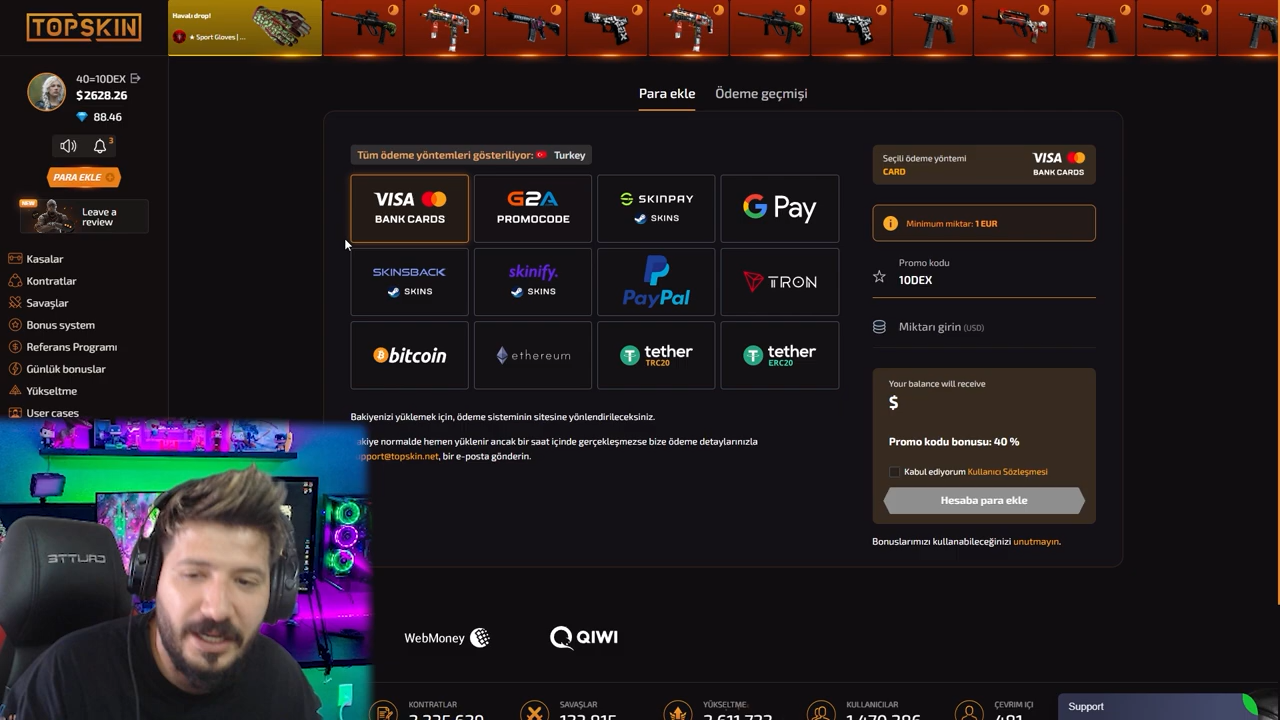 TOPSKIN
Havalı drop!
★ Sport Gloves | ...
40=10DEX
$2628.26
88.46
3
PARA EKLE
NEW
Leave a
review
Kasalar
Kontratlar
Savaşlar
Bonus system
Referans Programı
Günlük bonuslar
Yükseltme
User cases
Para ekle
Ödeme geçmişi
Tüm ödeme yöntemleri gösteriliyor: Turkey
VISA
BANK CARDS
G2A
PROMOCODE
SKINPAY
SKINS
G Pay
SKINSBACK
SKINS
skinify.
SKINS
PayPal
TRON
bitcoin
ethereum
tether
TRC20
tether
ERC20
Bakiyenizi yüklemek için, ödeme sisteminin sitesine yönlendirileceksiniz.
akiye normalde hemen yüklenir ancak bir saat içinde gerçekleşmezse bize ödeme detaylarınızla
upport@topskin.net, bir e-posta gönderin.
Seçili ödeme yöntemi
CARD
VISA
BANK CARDS
Minimum miktar: 1 EUR
Promo kodu
10DEX
Miktarı girin (USD)
Your balance will receive
$
Promo kodu bonusu: 40 %
Kabul ediyorum Kullanıcı Sözleşmesi
Hesaba para ekle
Bonuslarımızı kullanabileceğinizi unutmayın.
WebMoney
QIWI
COUTTE
KONTRATLAR
SAVAŞLAR
YÜKSELTME
KULLANICILAR
ÇEVRİM IÇI
Support